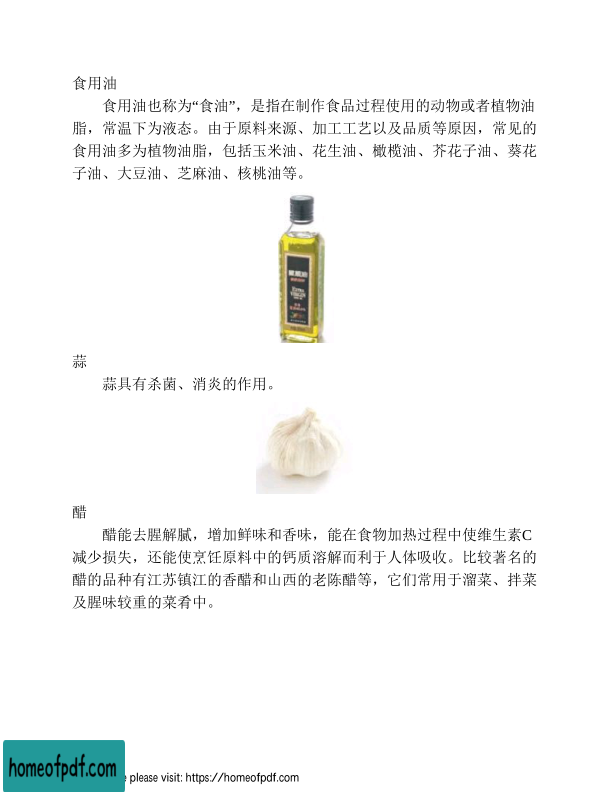 食用油
食用油也称为“食油”，是指在制作食品过程使用的动物或者植物油
脂，常温下为液态。由于原料来源、加工工艺以及品质等原因，常见的
食用油多为植物油脂，包括玉米油、花生油、橄榄油、芥花子油、葵花
子油、大豆油、芝麻油、核桃油等。
EXTRA
VIRGIN
蒜
蒜具有杀菌、消炎的作用。
醋
醋能去腥解腻，增加鲜味和香味，能在食物加热过程中使维生素C
减少损失，还能使烹饪原料中的钙质溶解而利于人体吸收。比较著名的
醋的品种有江苏镇江的香醋和山西的老陈醋等，它们常用于溜菜、拌菜
及腥味较重的菜肴中。
homeofpdf.com
e please visit: https://homeofpdf.com